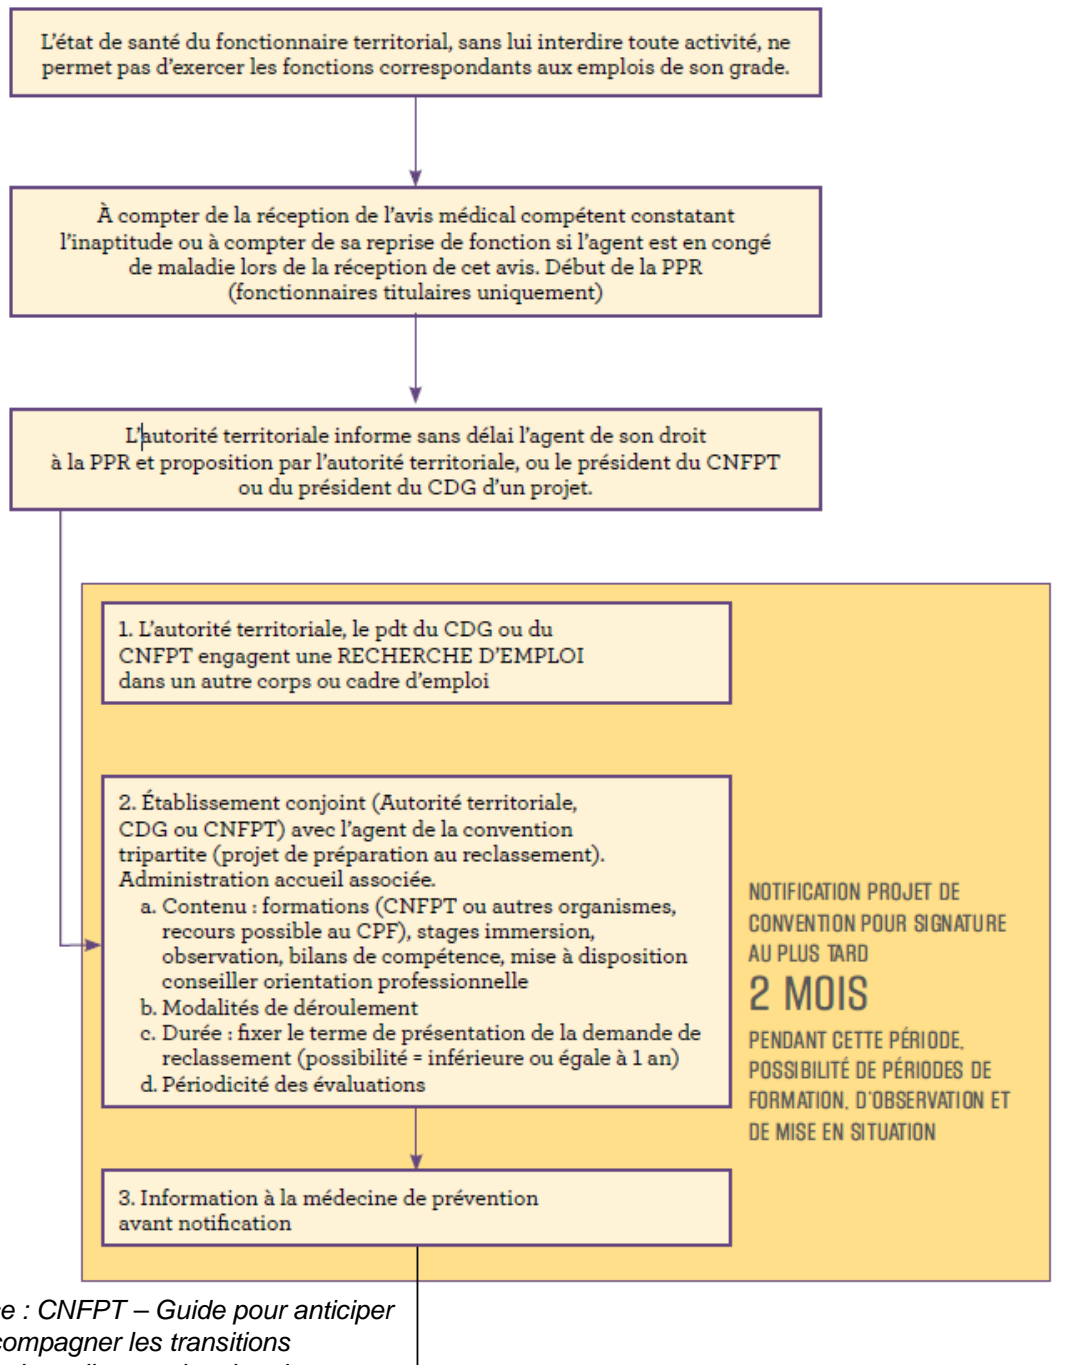 L'état de santé du fonctionnaire territorial, sans lui interdire toute activité, ne
permet pas d'exercer les fonctions correspondants aux emplois de son grade.
À compter de la réception de l'avis médical compétent constatant
l'inaptitude ou à compter de sa reprise de fonction si l'agent est en congé
de maladie lors de la réception de cet avis. Début de la PPR
(fonctionnaires titulaires uniquement)
L'autorité territoriale informe sans délai l'agent de son droit
à la PPR et proposition par l'autorité territoriale, ou le président du CNFPT
ou du président du CDG d'un projet.
1. L'autorité territoriale, le pdt du CDG ou du
CNFPT engagent une RECHERCHE D'EMPLOI
dans un autre corps ou cadre d'emploi
2. Établissement conjoint (Autorité territoriale,
CDG ou CNFPT) avec l'agent de la convention
tripartite (projet de préparation au reclassement).
Administration accueil associée.
a. Contenu : formations (CNFPT ou autres organismes,
recours possible au CPF), stages immersion,
observation, bilans de compétence, mise à disposition
conseiller orientation professionnelle
b. Modalités de déroulement
c. Durée : fixer le terme de présentation de la demande de
reclassement (possibilité = inférieure ou égale à 1 an)
d. Périodicité des évaluations
NOTIFICATION PROJET DE
CONVENTION POUR SIGNATURE
AU PLUS TARD
2 MOIS
PENDANT CETTE PÉRIODE,
POSSIBILITÉ DE PÉRIODES DE
FORMATION, D'OBSERVATION ET
DE MISE EN SITUATION
3. Information à la médecine de prévention
avant notification
: CNFPT – Guide pour anticiper
les transitions